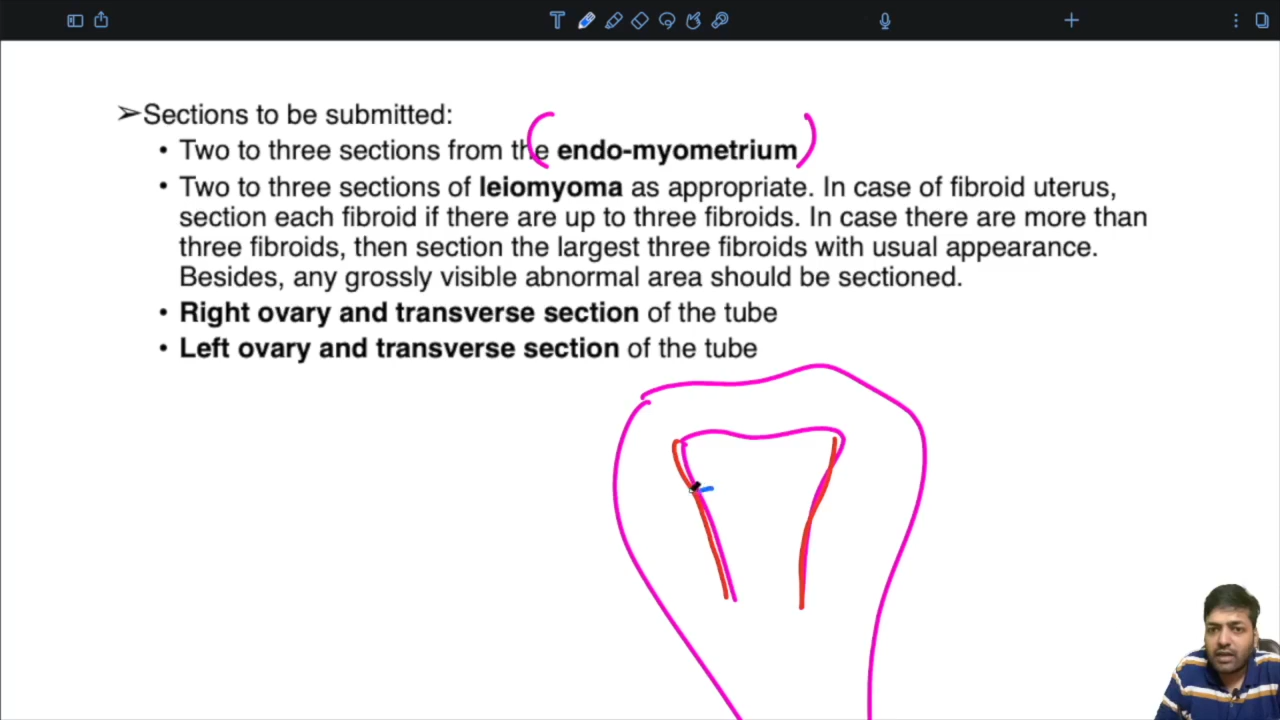 ➢Sections to be submitted:
• Two to three sections from the endo-myometrium
• Two to three sections of leiomyoma as appropriate. In case of fibroid uterus,
section each fibroid if there are up to three fibroids. In case there are more than
three fibroids, then section the largest three fibroids with usual appearance.
Besides, any grossly visible abnormal area should be sectioned.
• Right ovary and transverse section of the tube
• Left ovary and transverse section of the tube